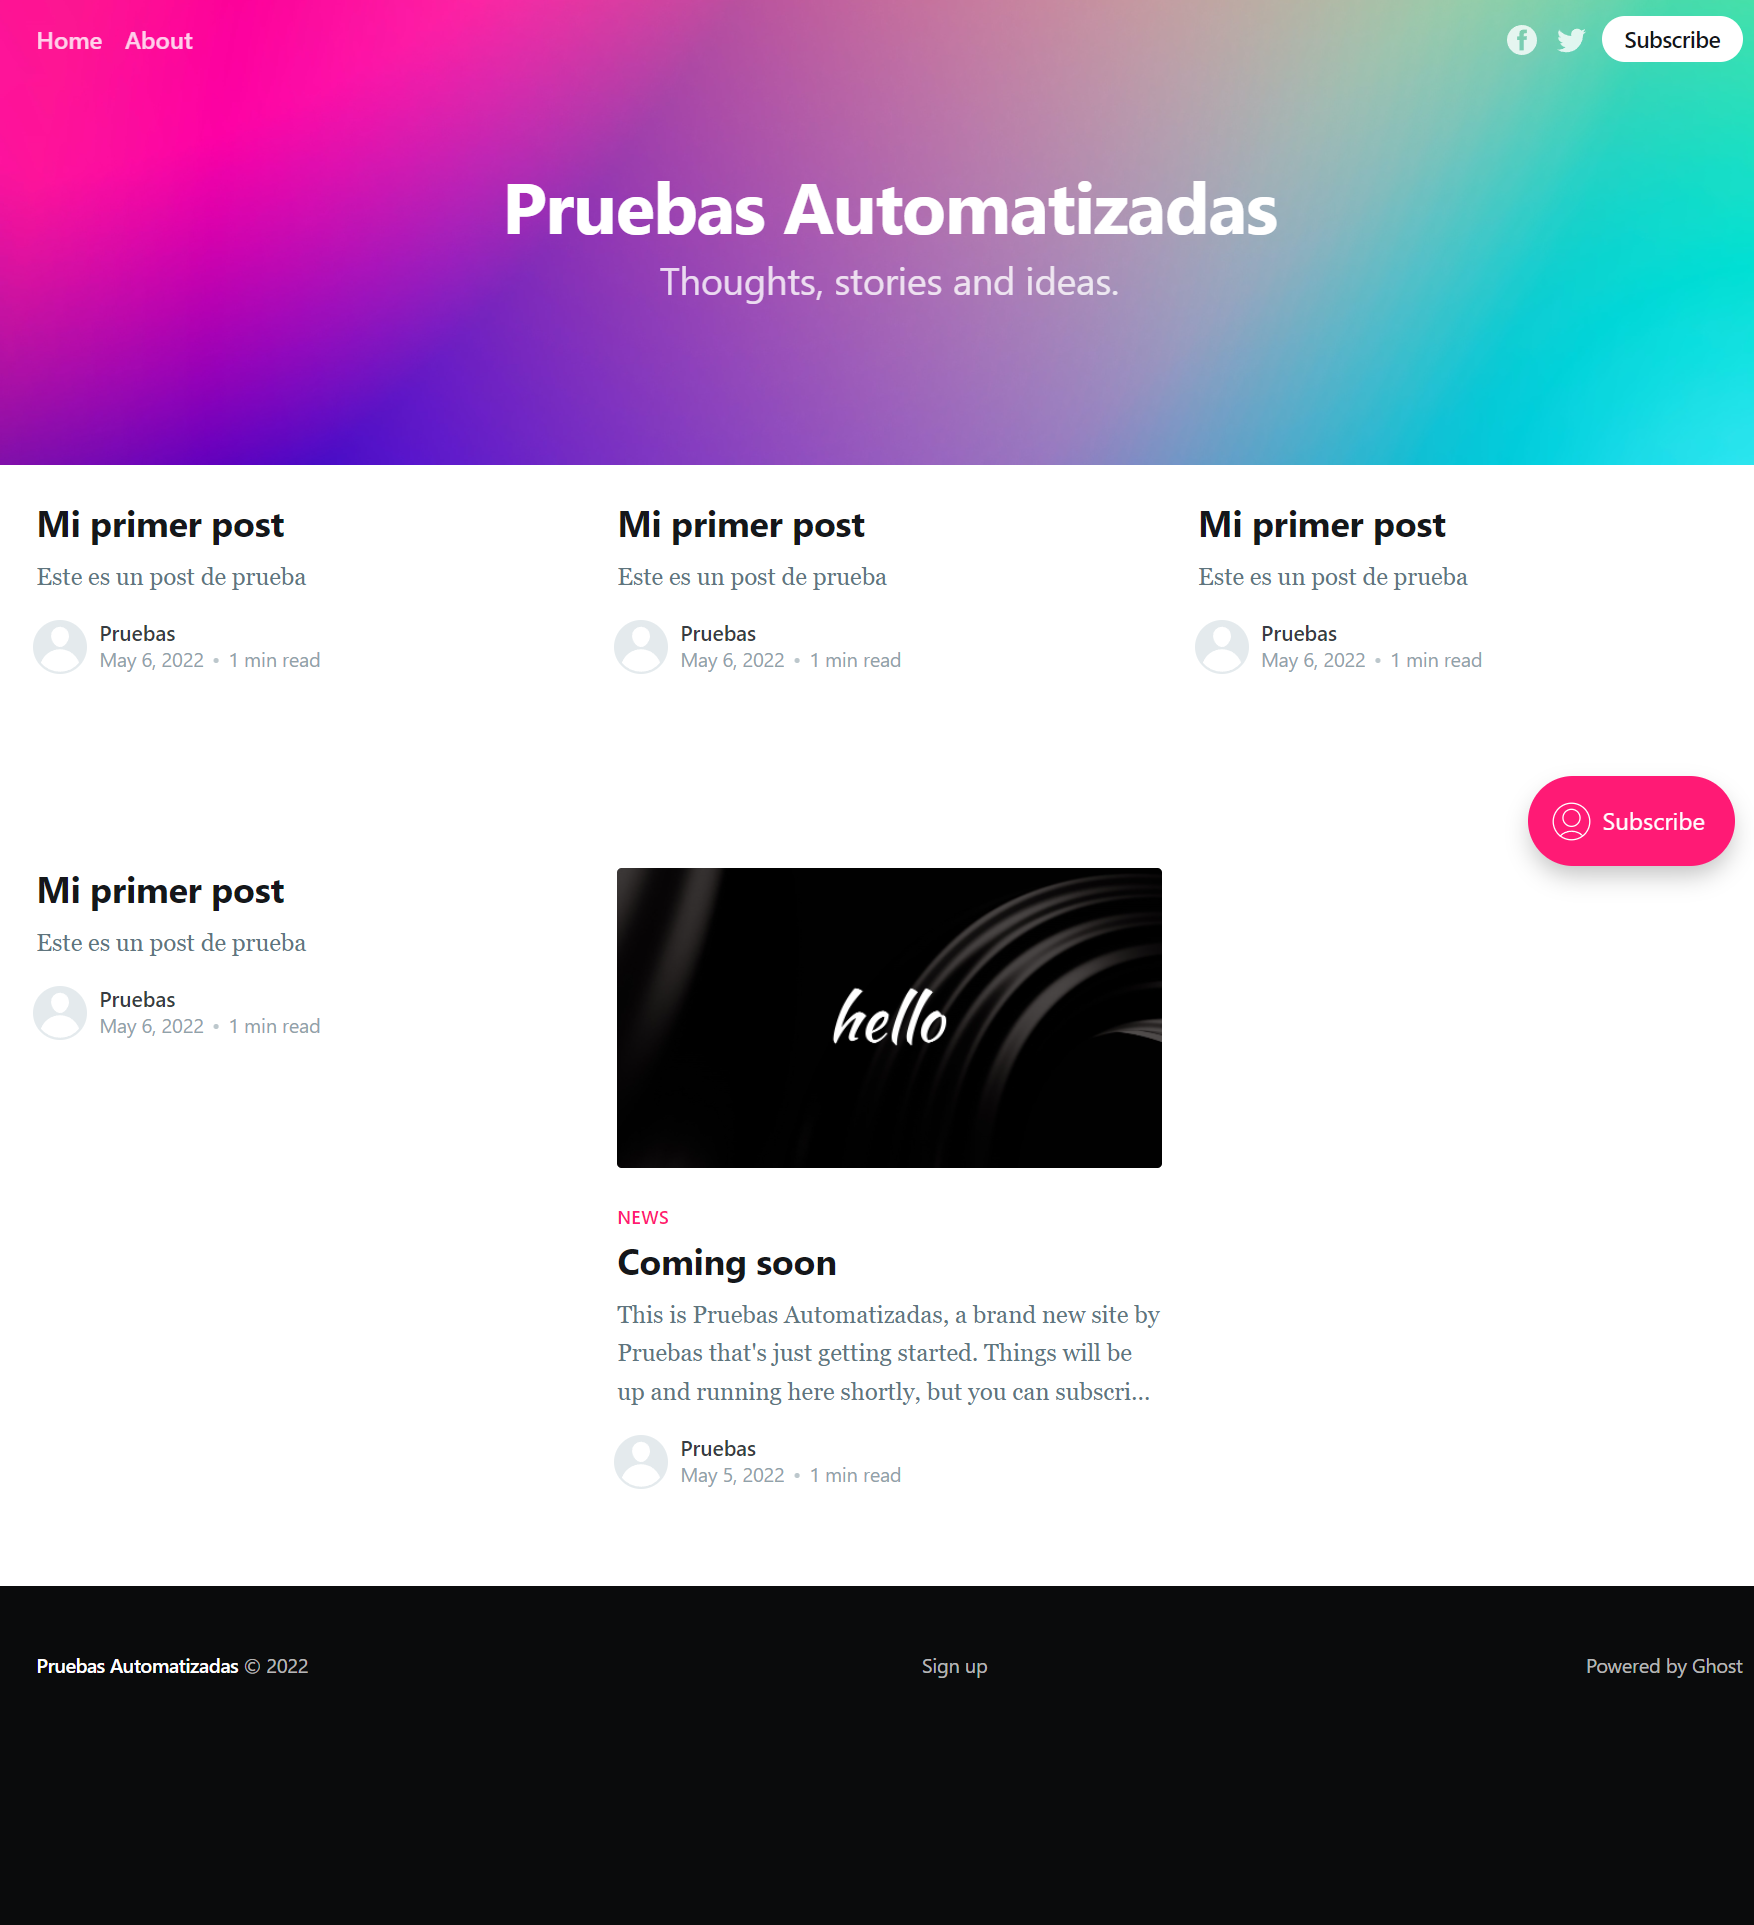 Home About
Subscribe
Pruebas Automatizadas
Thoughts, stories and ideas.
Mi primer post
Este es un post de prueba
Pruebas
May 6, 2022 • 1 min read
Mi primer post
Este es un post de prueba
Pruebas
May 6, 2022 • 1 min read
Mi primer post
Este es un post de prueba
Pruebas
May 6, 2022 • 1 min read
Subscribe
Mi primer post
Este es un post de prueba
Pruebas
May 6, 2022 • 1 min read
hello
NEWS
Coming soon
This is Pruebas Automatizadas, a brand new site by
Pruebas that's just getting started. Things will be
up and running here shortly, but you can subscri...
Pruebas
May 5, 2022 • 1 min read
Pruebas Automatizadas © 2022
Sign up
Powered by Ghost